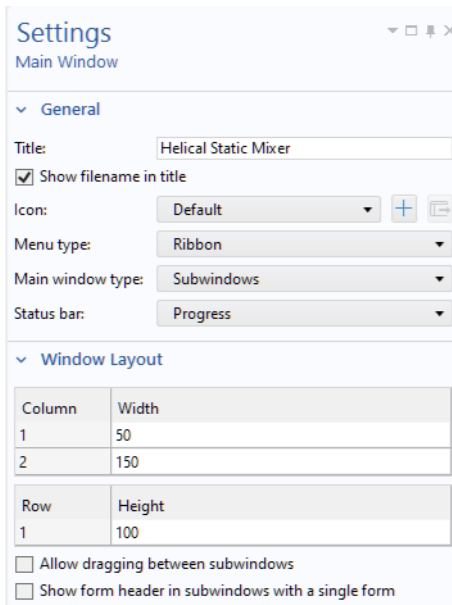 Settings
Main Window
General
Title: Helical Static Mixer
Show filename in title
Icon: Default
Menu type: Ribbon
Main window type: Subwindows
Status bar: Progress
Window Layout
Column Width
1 50
2 150
Row Height
1 100
Allow dragging between subwindows
Show form header in subwindows with a single form